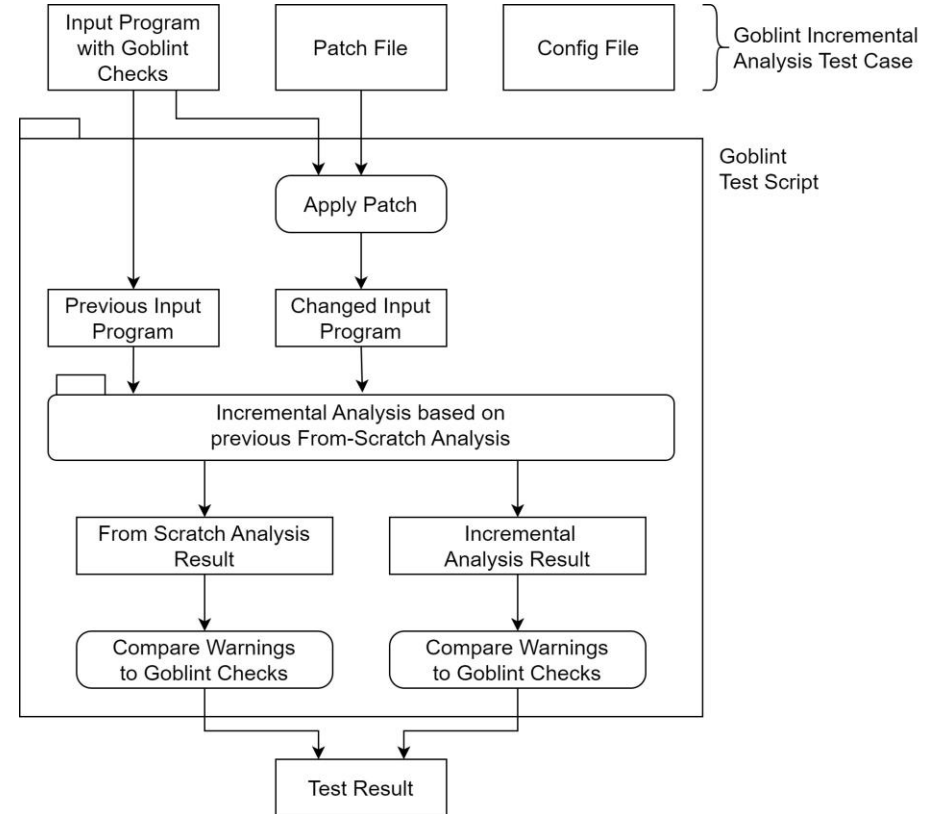 Input Program
with Goblint
Checks
Patch File
Config File
Goblint Incremental
Analysis Test Case
Goblint
Test Script
Apply Patch
Previous Input
Program
Changed Input
Program
Incremental Analysis based on
previous From-Scratch Analysis
From Scratch Analysis
Result
Incremental
Analysis Result
Compare Warnings
to Goblint Checks
Compare Warnings
to Goblint Checks
Test Result